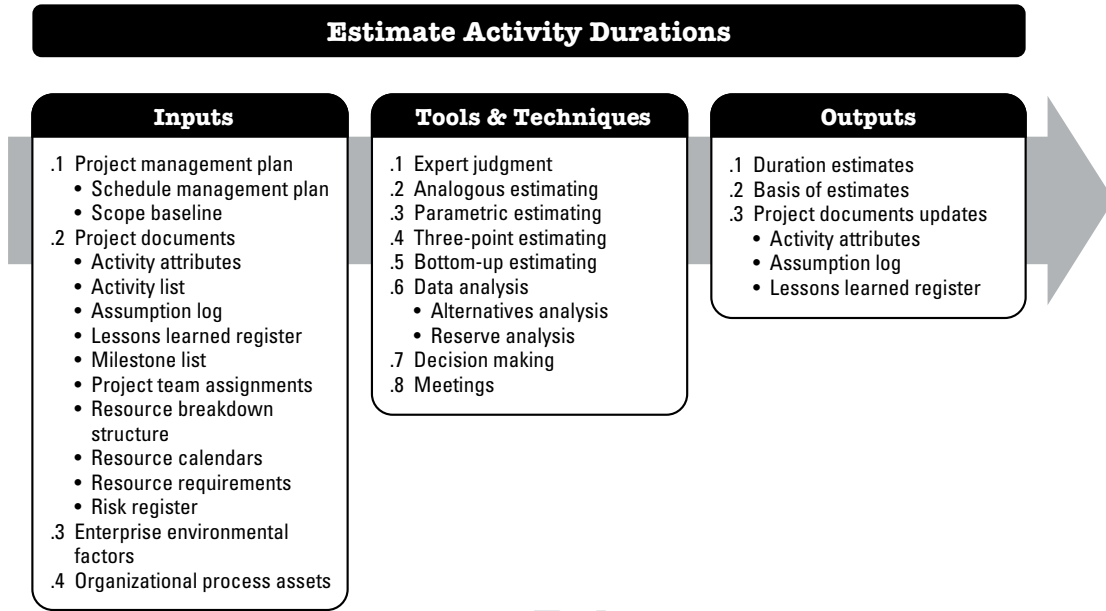 Estimate Activity Durations
Inputs
.1 Project management plan
• Schedule management plan
• Scope baseline
.2 Project documents
• Activity attributes
• Activity list
• Assumption log
• Lessons learned register
• Milestone list
• Project team assignments
• Resource breakdown
structure
• Resource calendars
• Resource requirements
• Risk register
.3 Enterprise environmental
factors
.4 Organizational process assets
Tools & Techniques
.1 Expert judgment
.2 Analogous estimating
.3 Parametric estimating
.4 Three-point estimating
.5 Bottom-up estimating
.6 Data analysis
• Alternatives analysis
• Reserve analysis
.7 Decision making
.8 Meetings
Outputs
.1 Duration estimates
.2 Basis of estimates
.3 Project documents updates
• Activity attributes
• Assumption log
• Lessons learned register